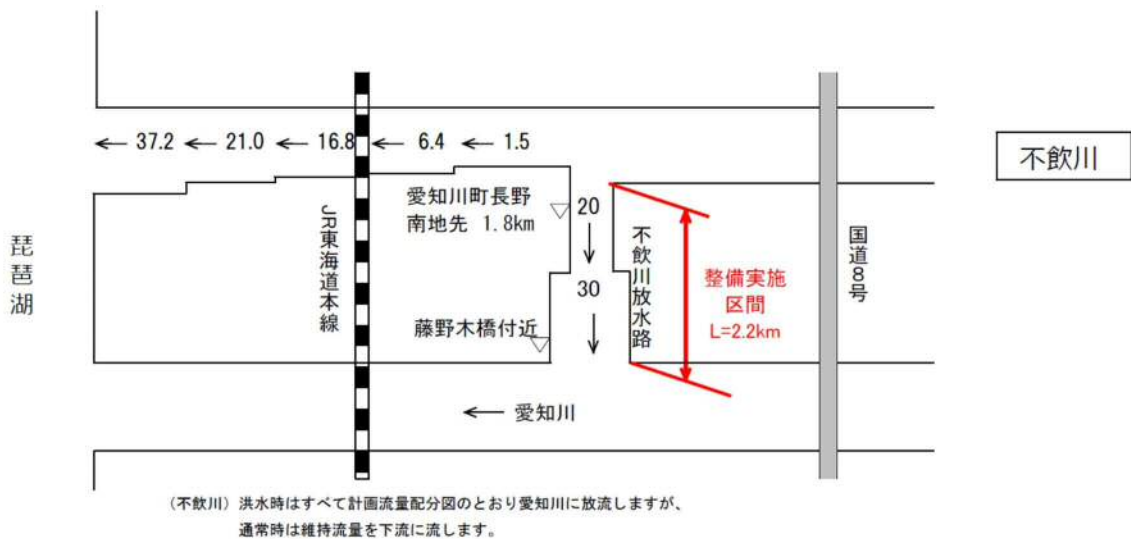 ← 37.2 ← 21.0 ← 16.8 ← 6.4 ← 1.5
不飲川
愛知川町長野
南地先 1.8km
20
30
藤野木橋付近
琵琶湖
JR東海道本線
不飲川放水路
整備実施
区間
L=2.2km
国道8号
← 愛知川
（不飲川）洪水時はすべて計画流量配分図のとおり愛知川に放流しますが、
通常時は維持流量を下流に流します。